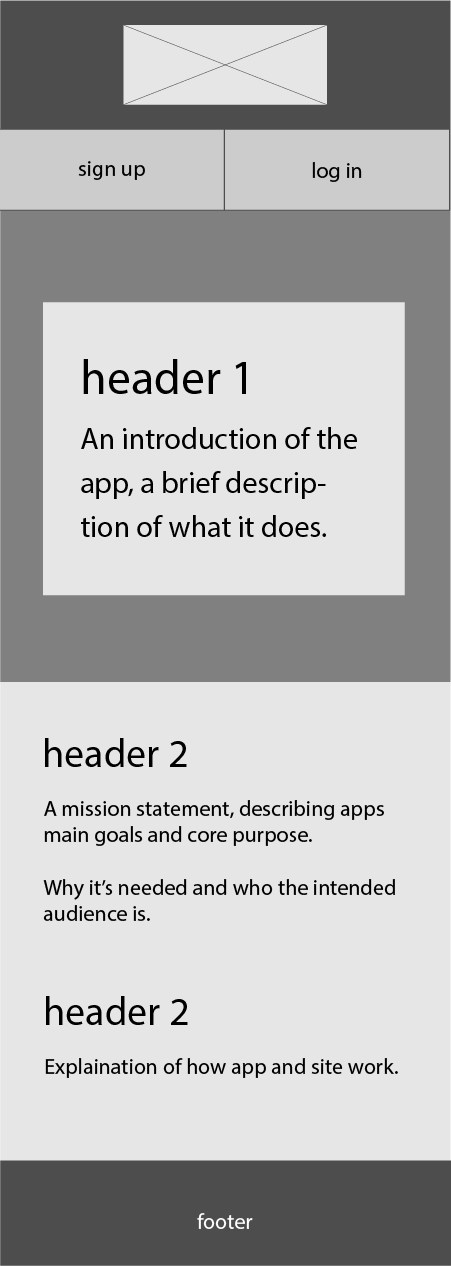 sign up
log in
header 1
An introduction of the
app, a brief descrip-
tion of what it does.
header 2
A mission statement, describing apps
main goals and core purpose.
Why it’s needed and who the intended
audience is.
header 2
Explaination of how app and site work.
footer